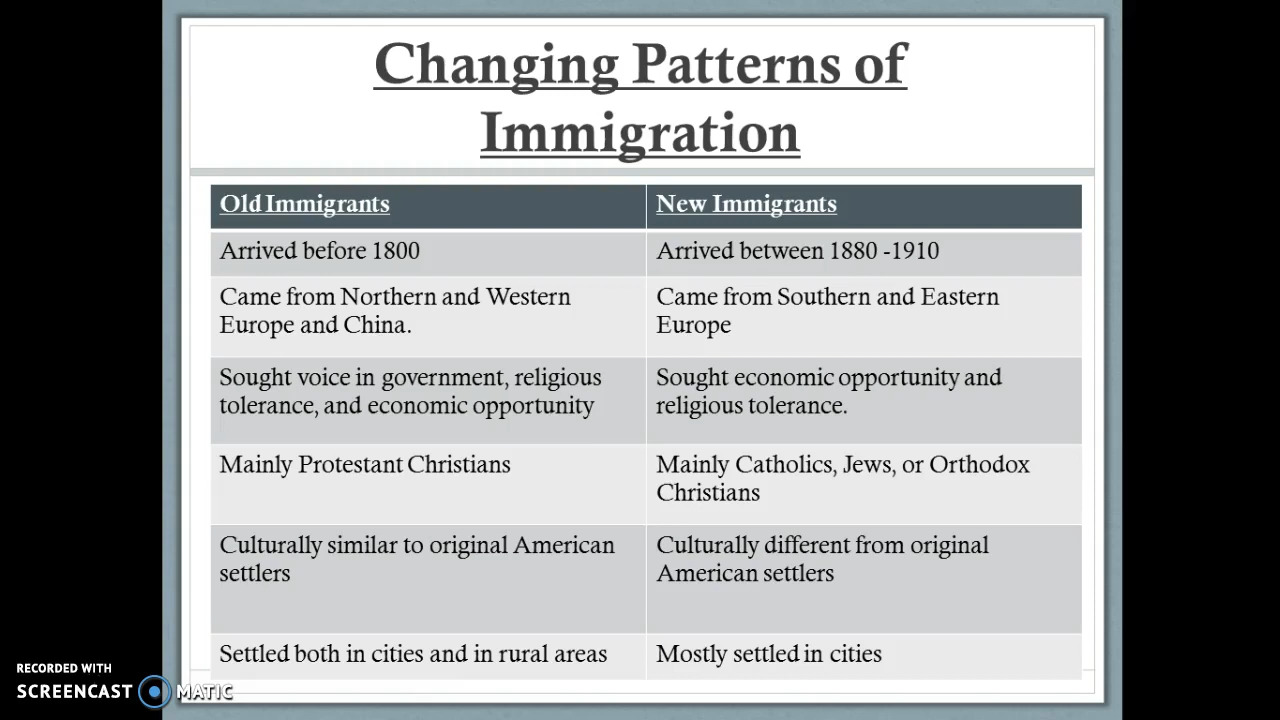 Changing Patterns of
Immigration
Old Immigrants
New Immigrants
Arrived before 1800
Arrived between 1880 -1910
Came from Northern and Western
Europe and China.
Came from Southern and Eastern
Europe
Sought voice in government, religious
tolerance, and economic opportunity
Sought economic opportunity and
religious tolerance.
Mainly Protestant Christians
Mainly Catholics, Jews, or Orthodox
Christians
Culturally similar to original American
settlers
Culturally different from original
American settlers
Settled both in cities and in rural areas
Mostly settled in cities
RECORDED WITH
SCREENCAST MATIC